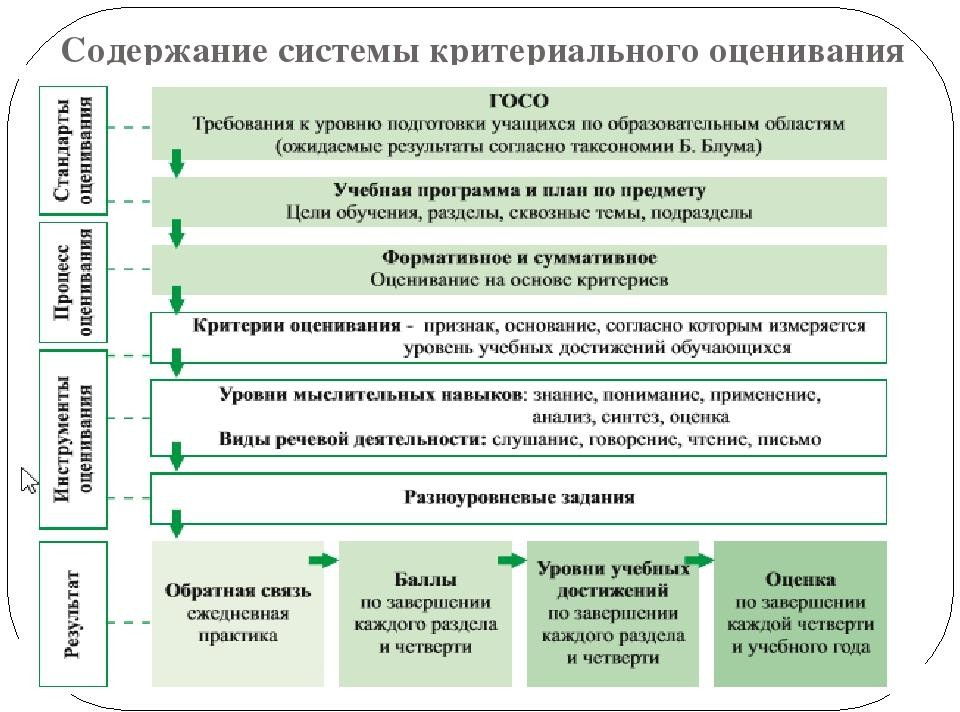 Содержание системы критериального оценивания
Стандарты
оценивания
ГОСО
Требования к уровню подготовки учащихся по образовательным областям
(ожидаемые результаты согласно таксономии Б. Блума)
Учебная программа и план по предмету
Цели обучения, разделы, сквозные темы, подразделы
Процесс
оценивания
Формативное и суммативное
Оценивание на основе критериев
Критерии оценивания - признак, основание, согласно которым измеряется
уровень учебных достижений обучающихся
Инструменты
оценивания
Уровни мыслительных навыков: знание, понимание, применение,
анализ, синтез, оценка
Виды речевой деятельности: слушание, говорение, чтение, письмо
Разноуровневые задания
Результат
Обратная связь
ежедневная
практика
Баллы
по завершении
каждого раздела
и четверти
Уровни учебных
достижений
по завершении
каждого раздела
и четверти
Оценка
по завершении
каждой четверти
и учебного года